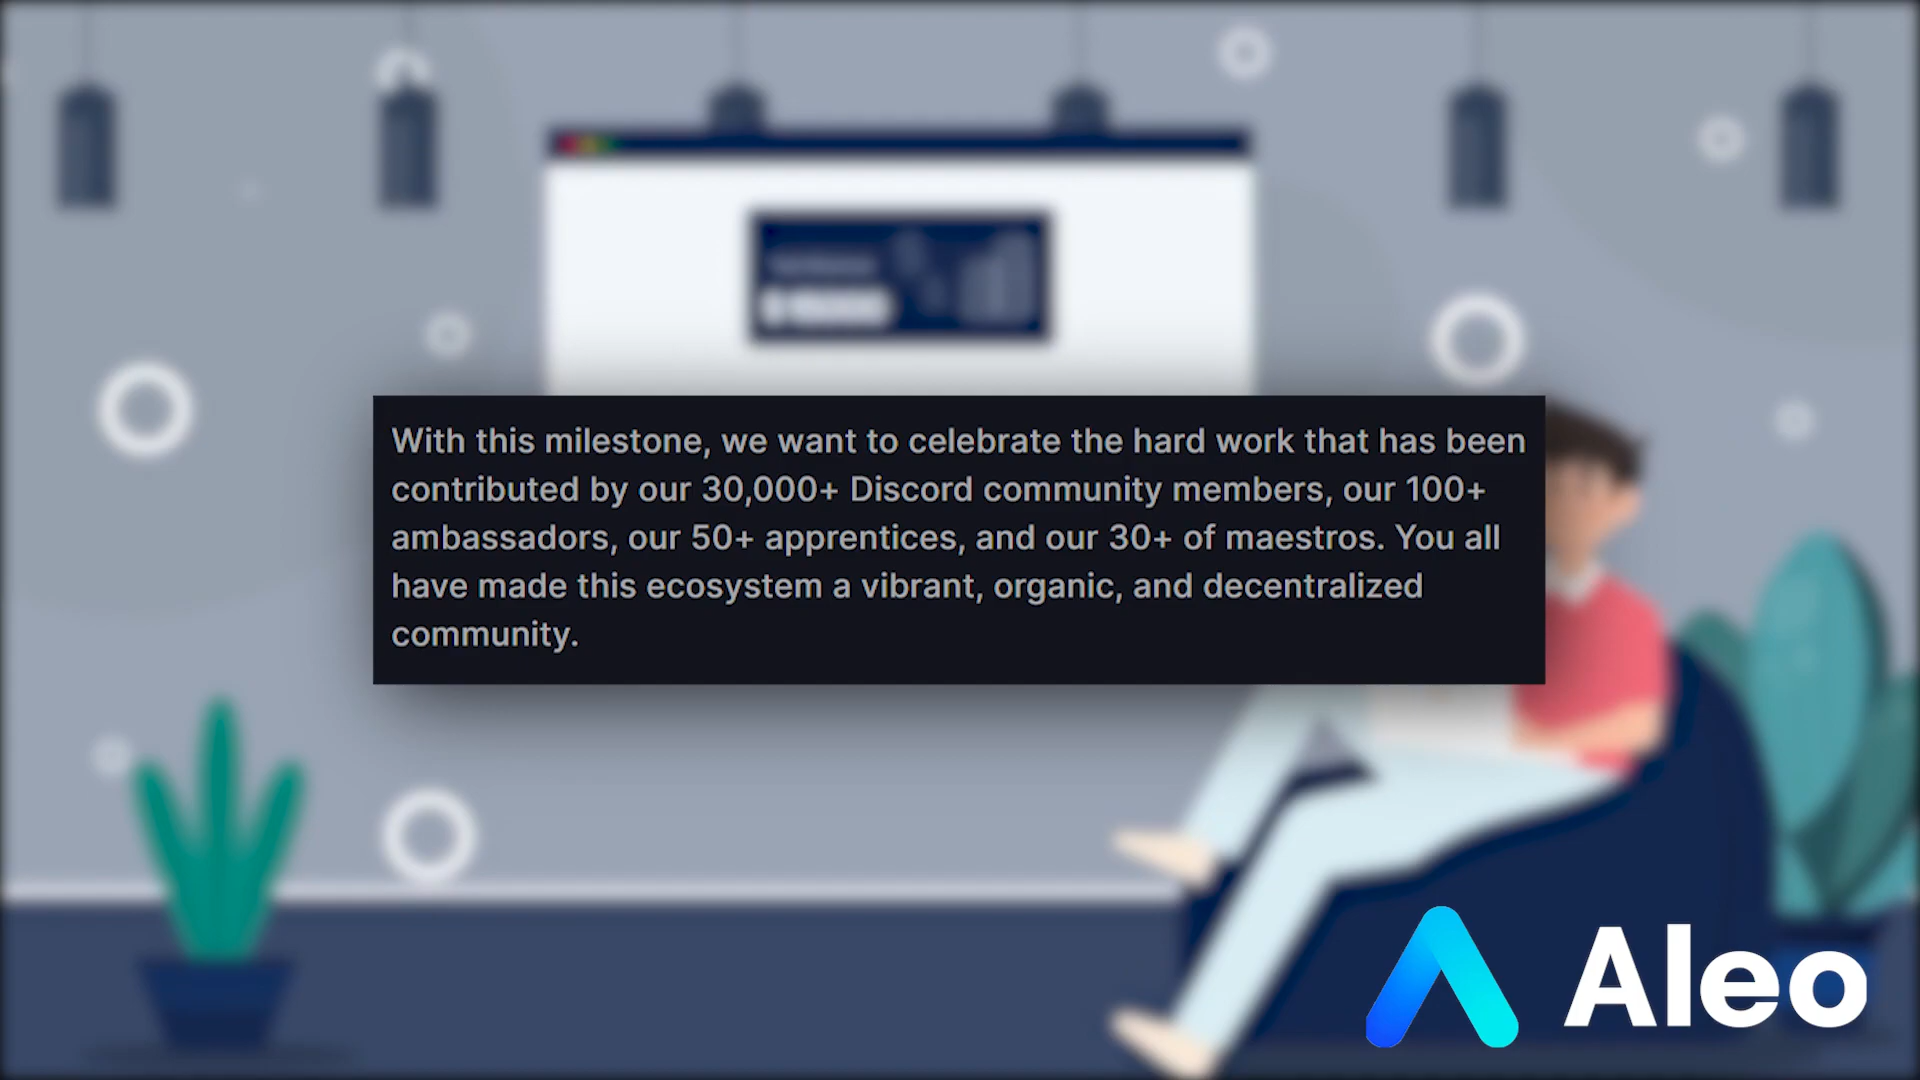 With this milestone, we want to celebrate the hard work that has been
contributed by our 30,000+ Discord community members, our 100+
ambassadors, our 50+ apprentices, and our 30+ of maestros. You all
have made this ecosystem a vibrant, organic, and decentralized
community.
Aleo